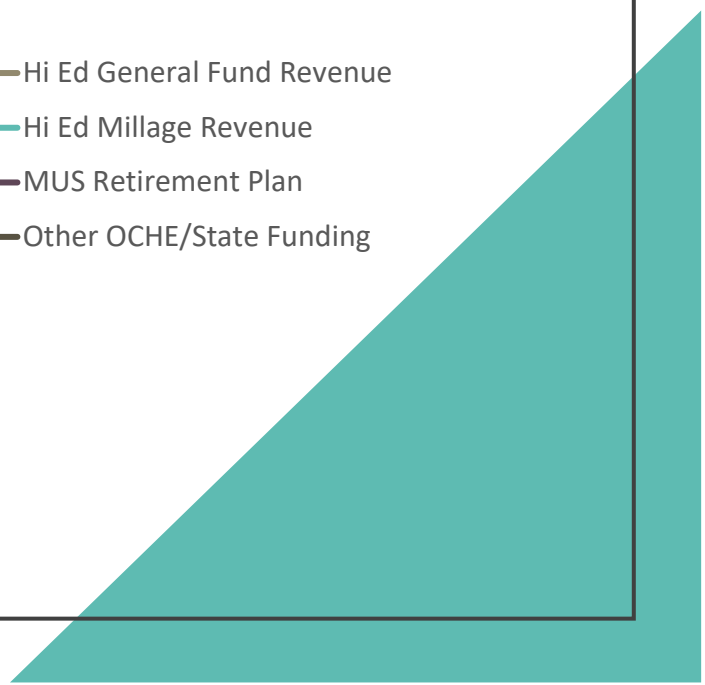 Hi Ed General Fund Revenue
Hi Ed Millage Revenue
MUS Retirement Plan
Other OCHE/State Funding